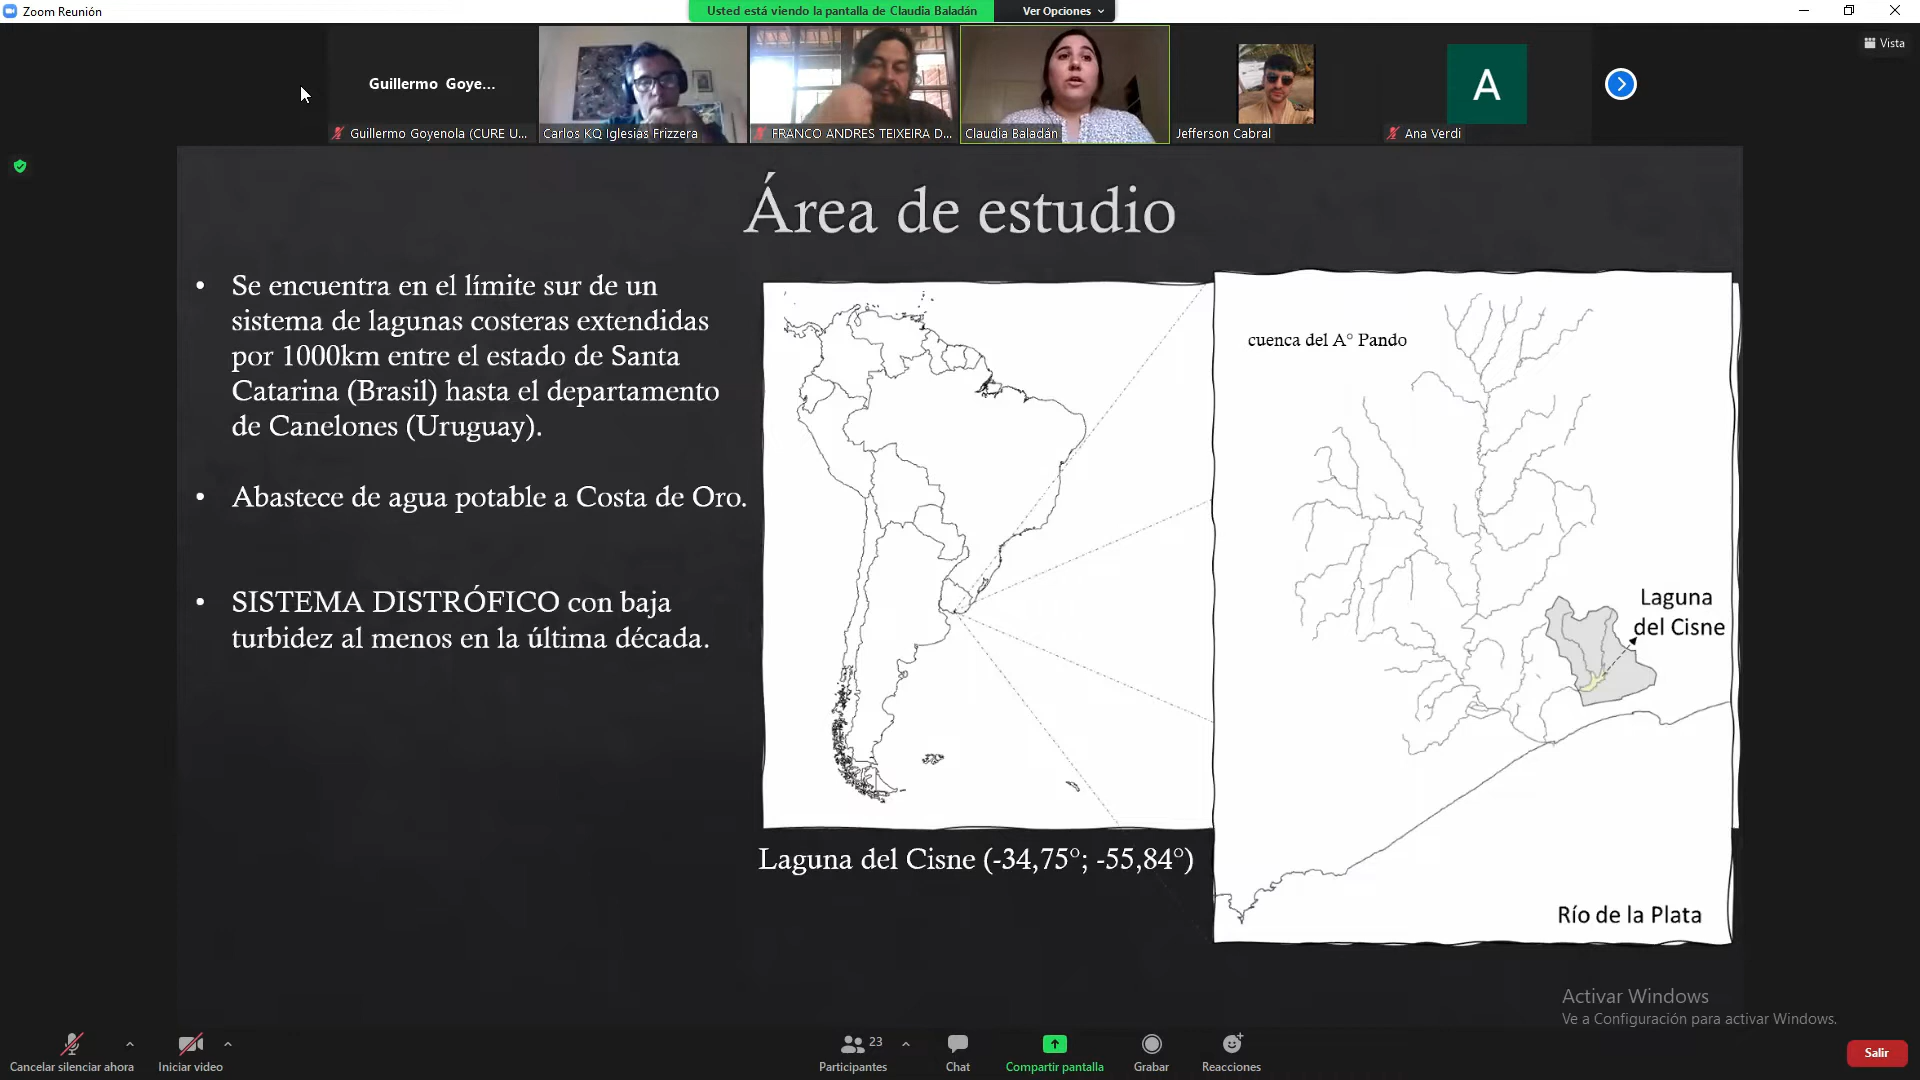 Zoom Reunión
Usted está viendo la pantalla de Claudia Baladán
Ver Opciones
Vista
Guillermo Goye...
Guillermo Goyenola (CURE U...
Carlos KQ Iglesias Frizzera
FRANCO ANDRES TEIXEIRA D...
Claudia Baladán
Jefferson Cabral
A
Ana Verdi
Área de estudio
• Se encuentra en el límite sur de un
sistema de lagunas costeras extendidas
por 1000km entre el estado de Santa
Catarina (Brasil) hasta el departamento
de Canelones (Uruguay).
• Abastece de agua potable a Costa de Oro.
• SISTEMA DISTRÓFICO con baja
turbidez al menos en la última década.
cuenca del A° Pando
Laguna
del Cisne
Río de la Plata
Laguna del Cisne (-34,75°; -55,84°)
Activar Windows
Ve a Configuración para activar Windows.
Cancelar silenciar ahora
Iniciar video
23
Participantes
Chat
Compartir pantalla
Grabar
Reacciones
Salir